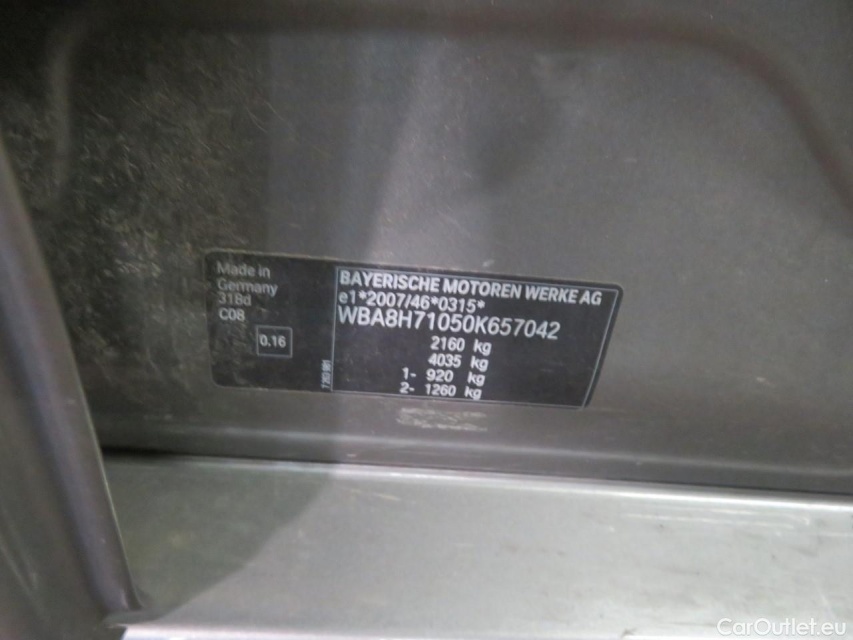 Made in
Germany
318d
C08
0.16
BAYERISCHE MOTOREN WERKE AG
e1*2007/46*0315*
WBA8H71050K657042
2160 kg
4035 kg
1- 920 kg
2- 1260 kg
CarOutlet.eu